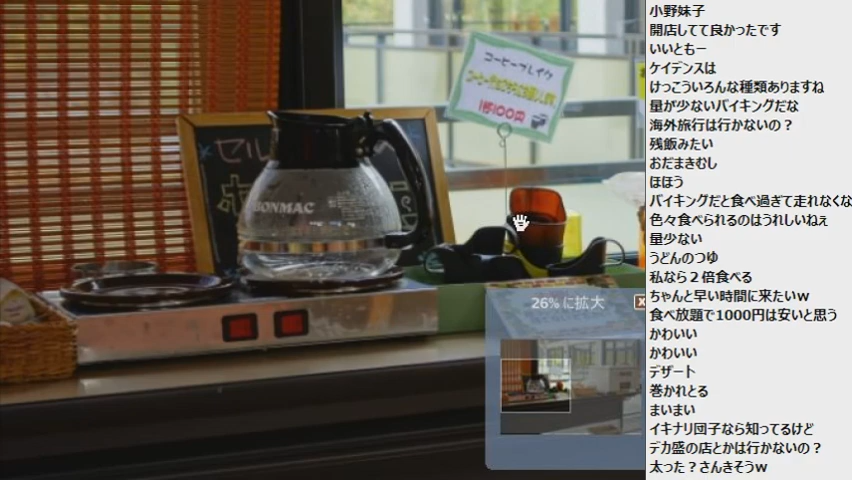 コーヒーブレイク
1杯100円
セル
BONMAC
26% に拡大
小野妹子
開店してて良かったです
いいともー
ケイデンスは
けっこういろんな種類ありますね
量が少ないバイキングだな
海外旅行は行かないの？
残飯みたい
おだまきむし
ほほう
バイキングだと食べ過ぎて走れなくな
色々食べられるのはうれしいねぇ
量少ない
うどんのつゆ
私なら２倍食べる
ちゃんと早い時間に来たいｗ
食べ放題で1000円は安いと思う
かわいい
かわいい
デザート
巻かれとる
まいまい
イキナリ団子なら知ってるけど
デカ盛の店とかは行かないの？
太った？さんきそうｗ